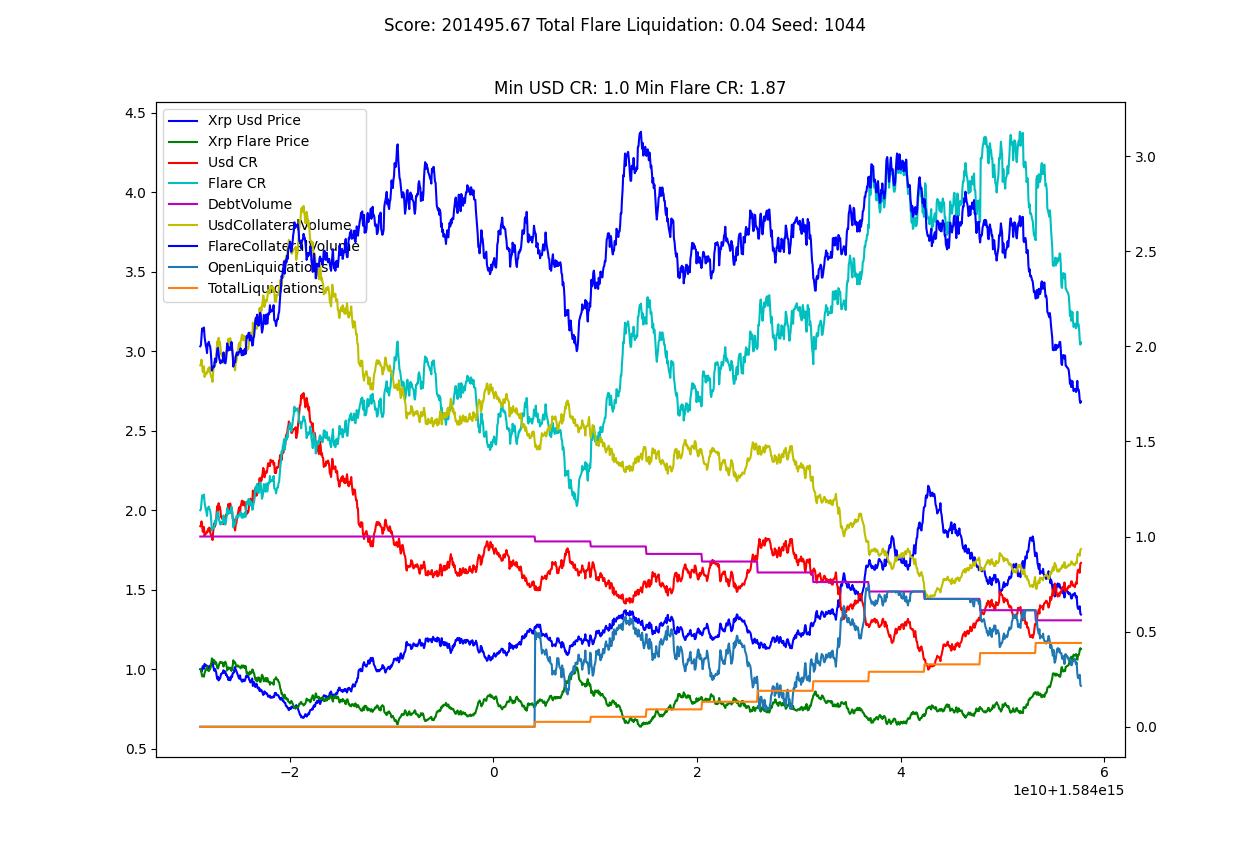 Score: 201495.67 Total Flare Liquidation: 0.04 Seed: 1044
Min USD CR: 1.0 Min Flare CR: 1.87
Xrp Usd Price
Xrp Flare Price
Usd CR
Flare CR
DebtVolume
UsdCollateralVolume
FlareCollateralVolume
OpenLiquidations
TotalLiquidations
4.5
4.0
3.5
3.0
2.5
2.0
1.5
1.0
0.5
3.0
2.5
2.0
1.5
1.0
0.5
0.0
−2
0
2
4
6
1e10+1.584e15